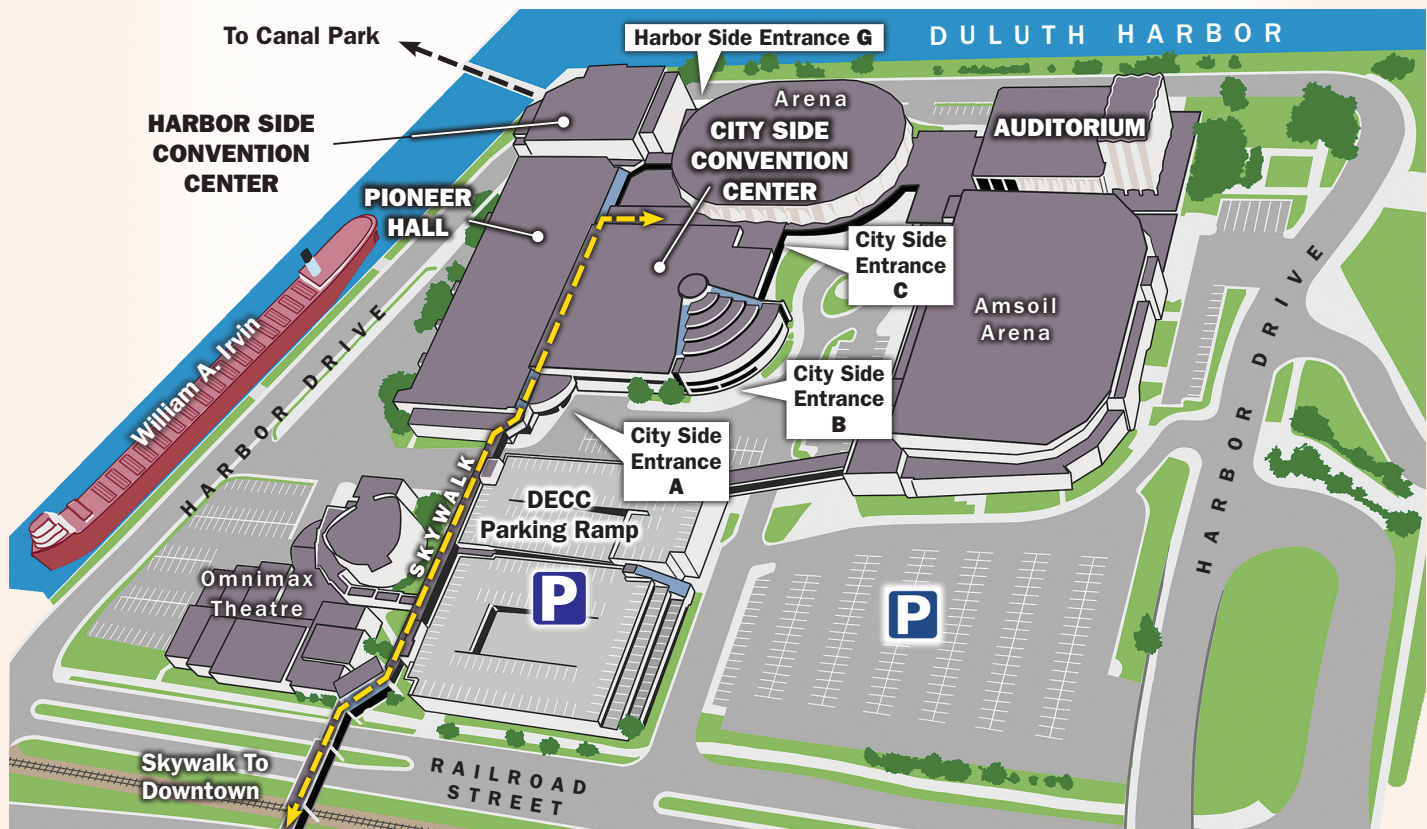 To Canal Park
Harbor Side Entrance G
DULUTH HARBOR
HARBOR SIDE
CONVENTION
CENTER
Arena
CITY SIDE
CONVENTION
CENTER
AUDITORIUM
PIONEER
HALL
City Side
Entrance
C
Amsoil
Arena
William A. Irvin
HARBOR DRIVE
HARBOR DRIVE
City Side
Entrance
B
City Side
Entrance
A
SKYWALK
DECC
Parking Ramp
Omnimax
Theatre
P
P
Skywalk To
Downtown
RAILROAD
STREET